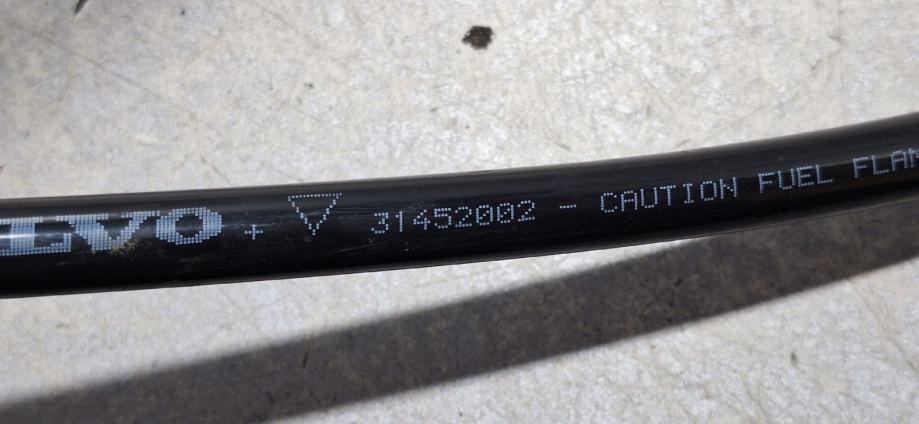 LVO + ▽ 31452002 - CAUTION FUEL FLAM